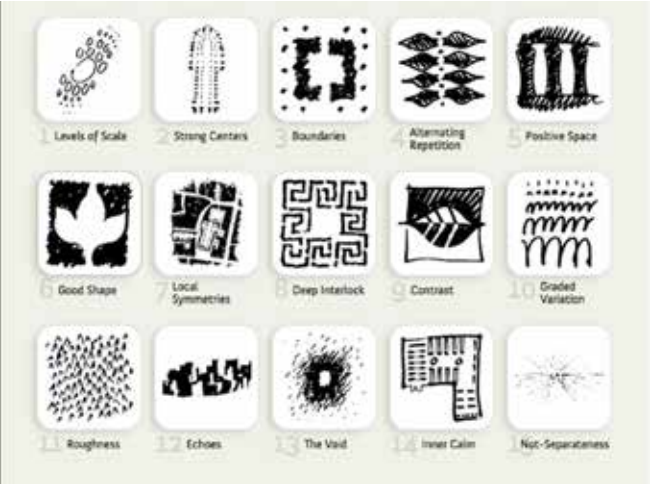 1 Levels of Scale
2 Strong Centers
3 Boundaries
4 Alternating
Repetition
5 Positive Space
6 Good Shape
7 Local
Symmetries
8 Deep Interlock
9 Contrast
10 Graded
Variation
11 Roughness
12 Echoes
13 The Void
14 Inner Calm
15 Not-Separateness